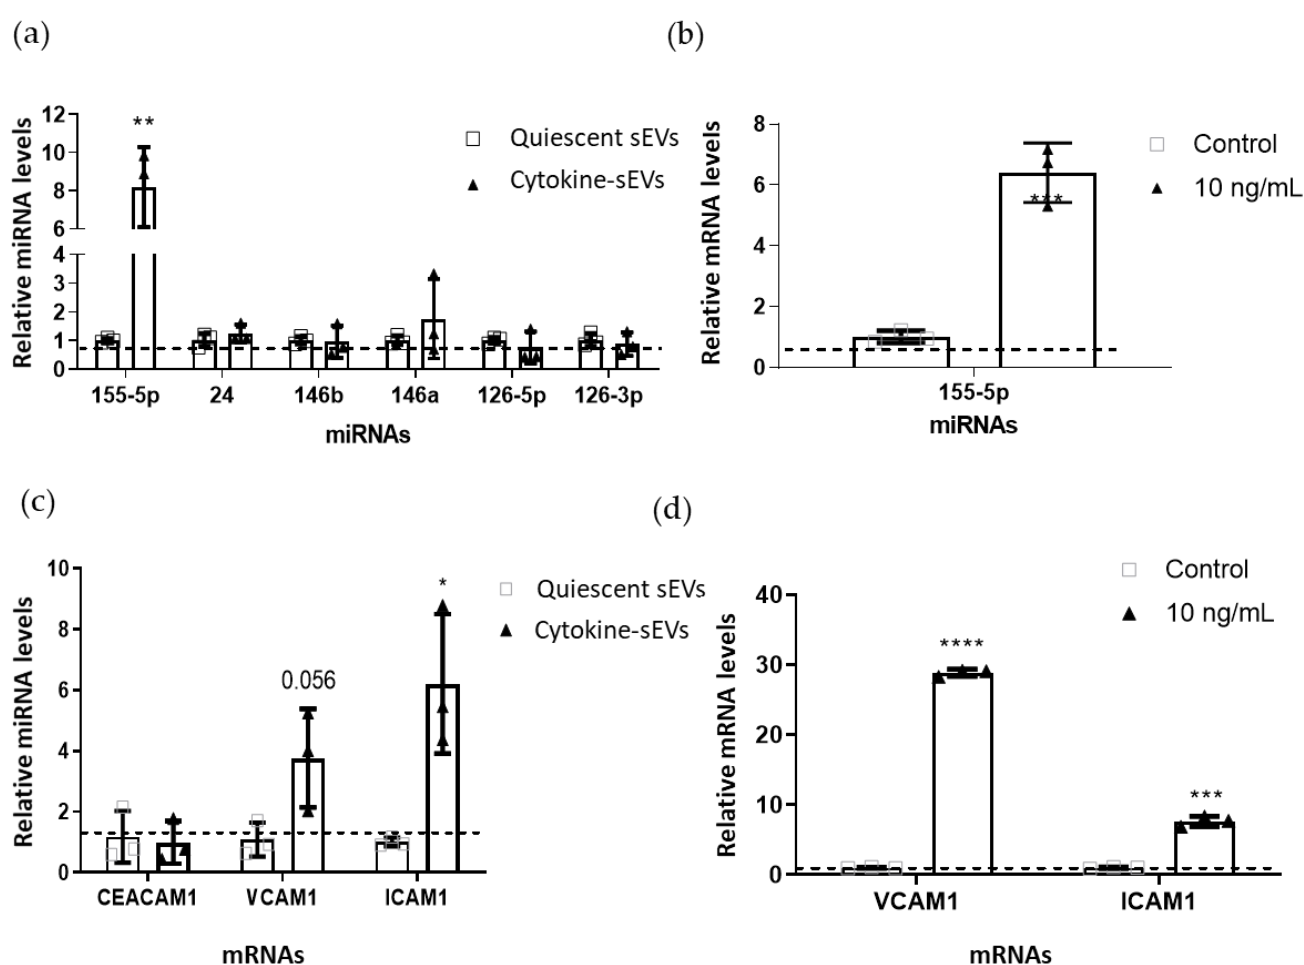 (a)
Relative miRNA levels
12
10
8
6
4
3
2
1
0
**
Quiescent sEVs
Cytokine-sEVs
155-5p 24 146b 146a 126-5p 126-3p
miRNAs
(b)
Relative mRNA levels
8
6
4
2
0
***
Control
10 ng/mL
155-5p
miRNAs
(c)
Relative miRNA levels
10
8
6
4
2
0
0.056
*
Quiescent sEVs
Cytokine-sEVs
CEACAM1 VCAM1 ICAM1
mRNAs
(d)
Relative mRNA levels
40
30
20
10
0
****
***
Control
10 ng/mL
VCAM1 ICAM1
mRNAs